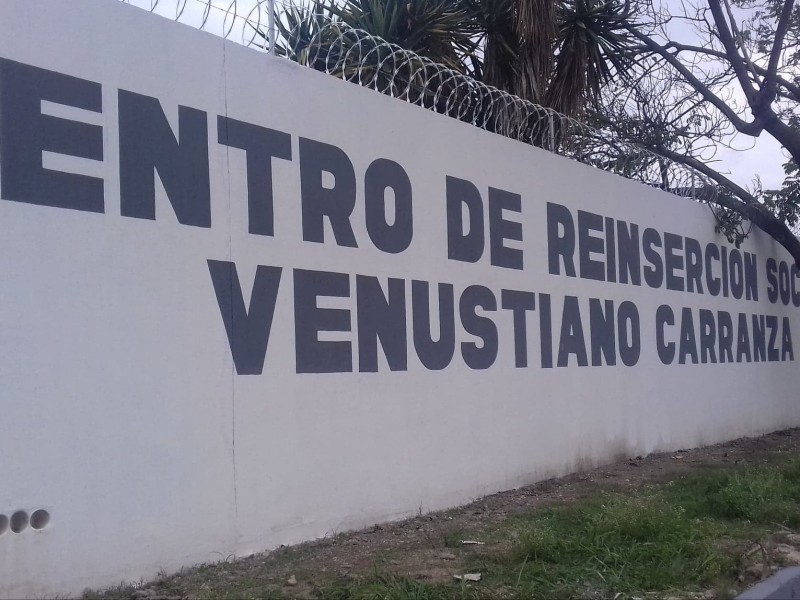 ENTRO DE REINSERCIÓN SOC
VENUSTIANO CARRANZA